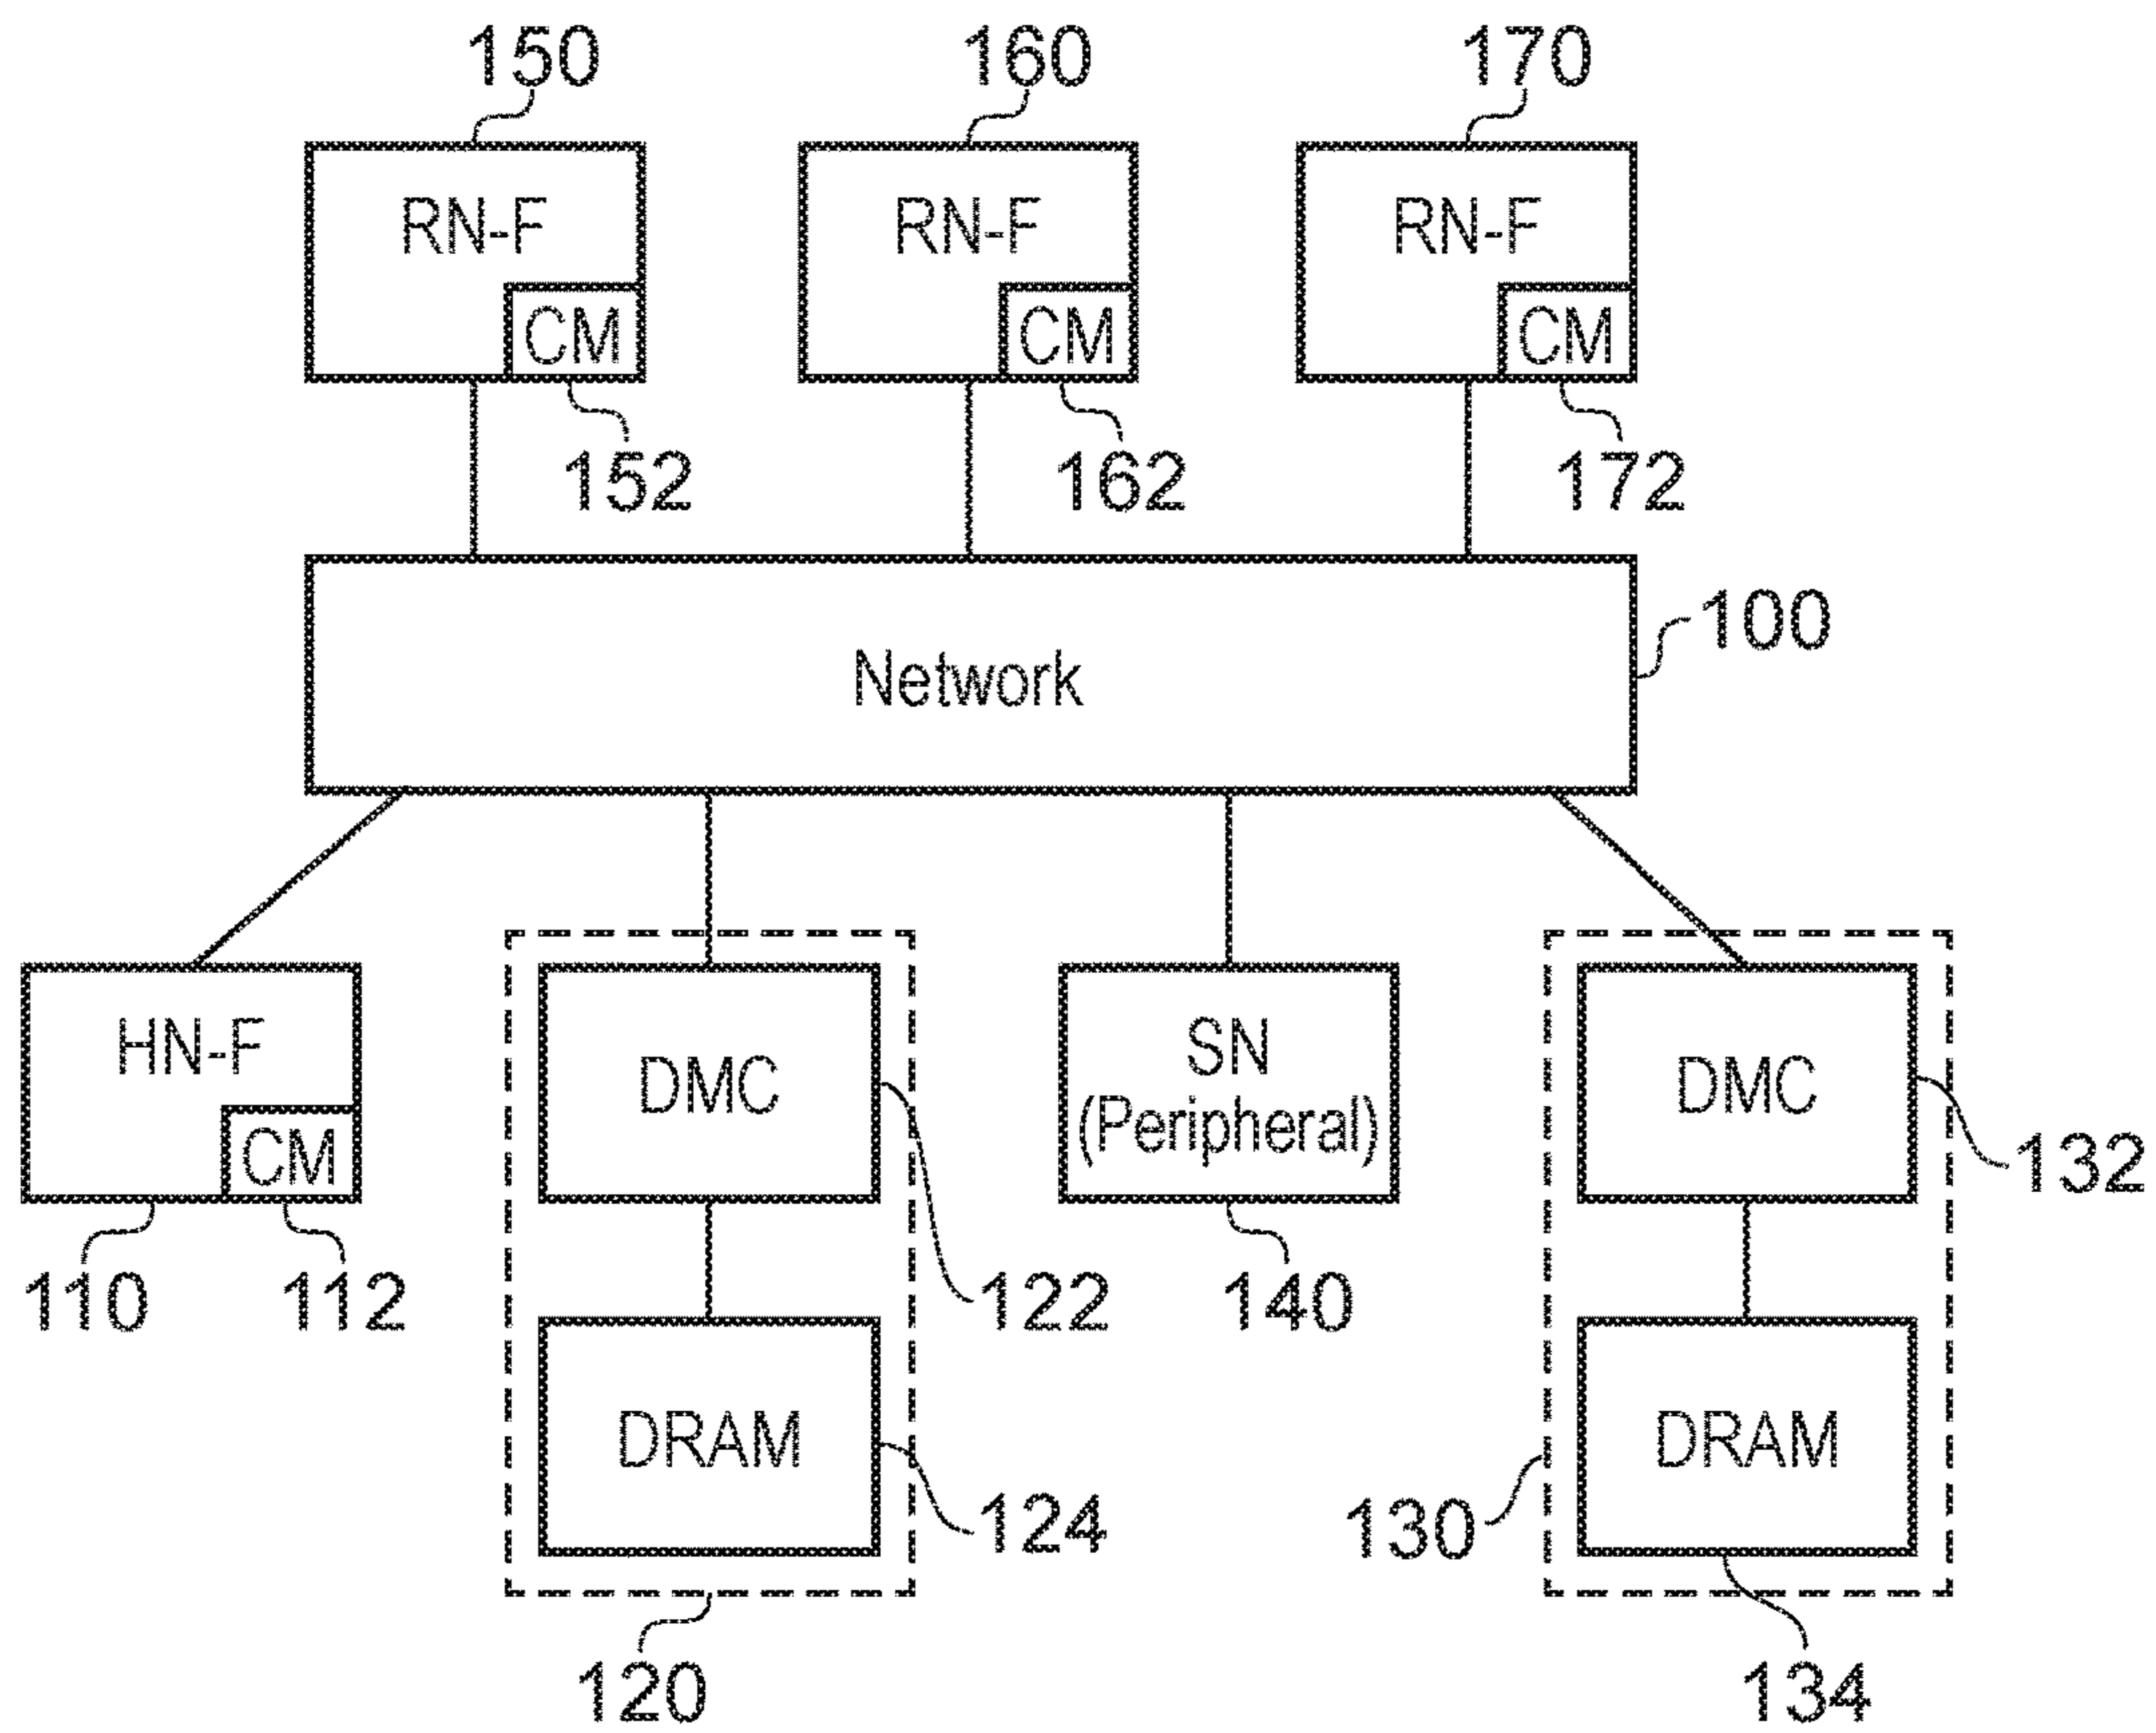 150 160 170
RN-F RN-F RN-F
CM CM CM
152 162 172
100
Network
HN-F DMC SN DMC
(Peripheral)
CM
132
110 112 122 140
DRAM DRAM
124 130
120 134